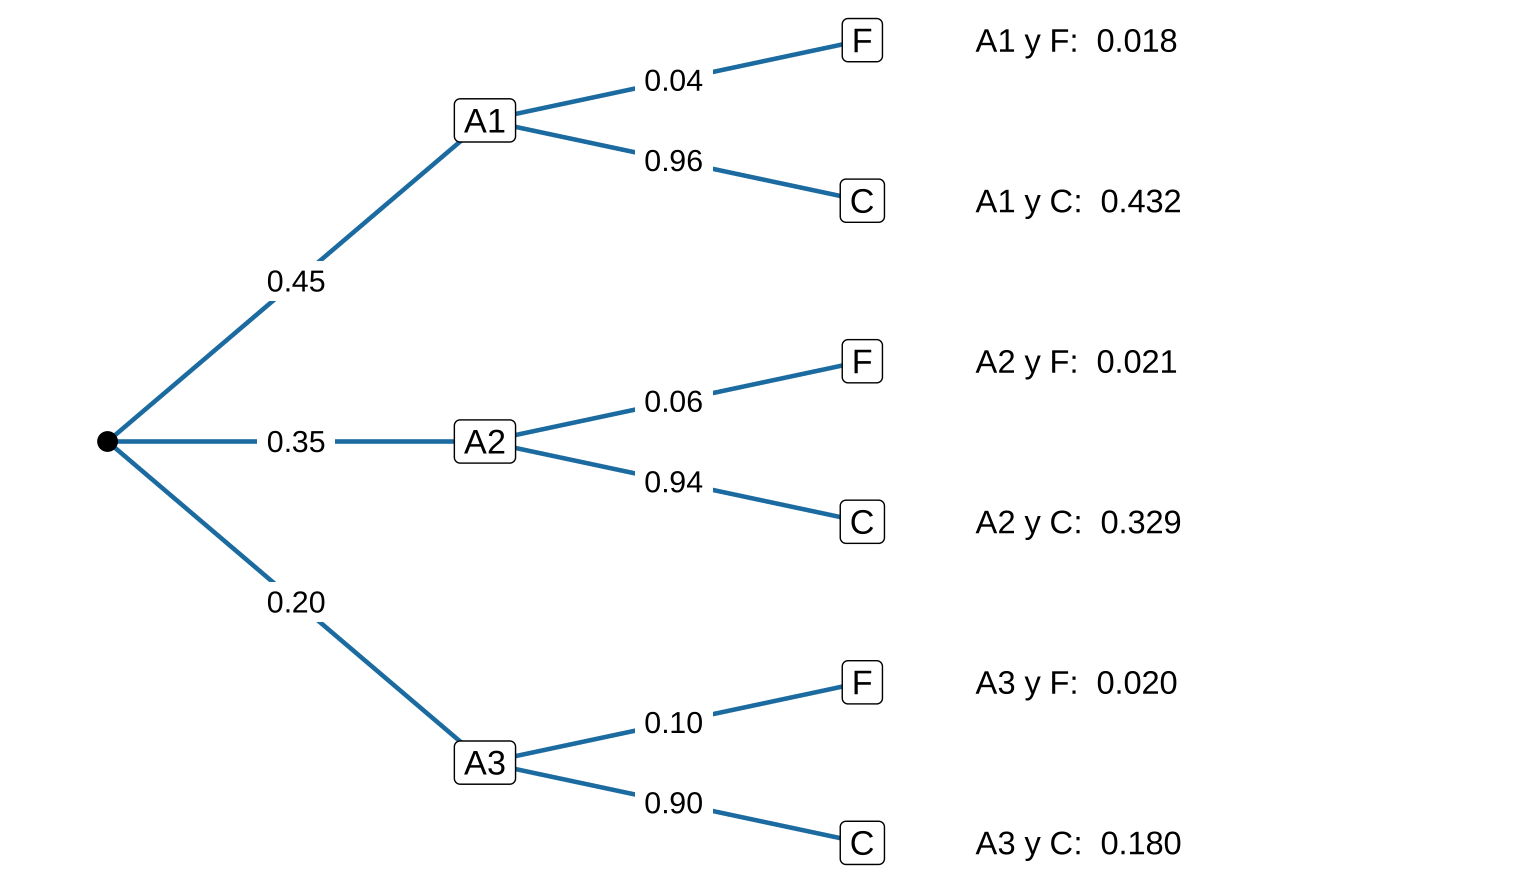 F A1 y F: 0.018
0.04
A1
0.96
C A1 y C: 0.432
0.45
F A2 y F: 0.021
0.06
0.35 A2
0.94
C A2 y C: 0.329
0.20
F A3 y F: 0.020
0.10
A3
0.90
C A3 y C: 0.180